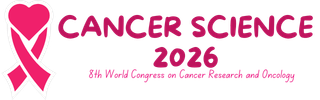 CANCER SCIENCE
2026
8th World Congress on Cancer Research and Oncology